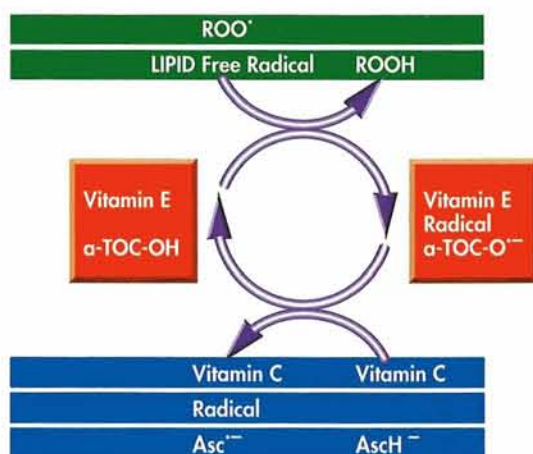 ROO•
LIPID Free Radical ROOH
Vitamin E
α-TOC-OH
Vitamin E
Radical
α-TOC-O•−
Vitamin C Vitamin C
Radical
Asc•− AscH −